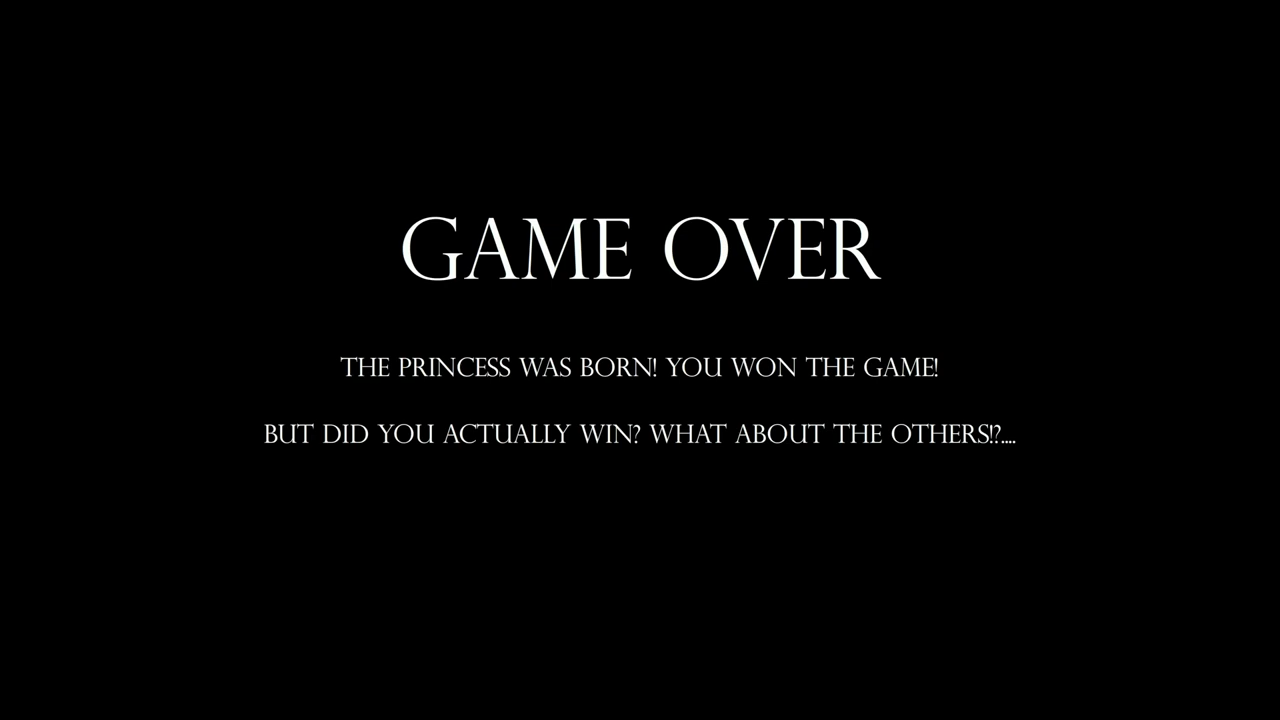 GAME OVER
THE PRINCESS WAS BORN! YOU WON THE GAME!
BUT DID YOU ACTUALLY WIN? WHAT ABOUT THE OTHERS!?....